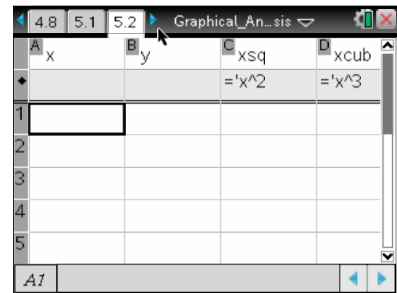 4.8 5.1 5.2 Graphical_An...sis
A x B y C xsq D xcub
='x^2 ='x^3
1
2
3
4
5
A1